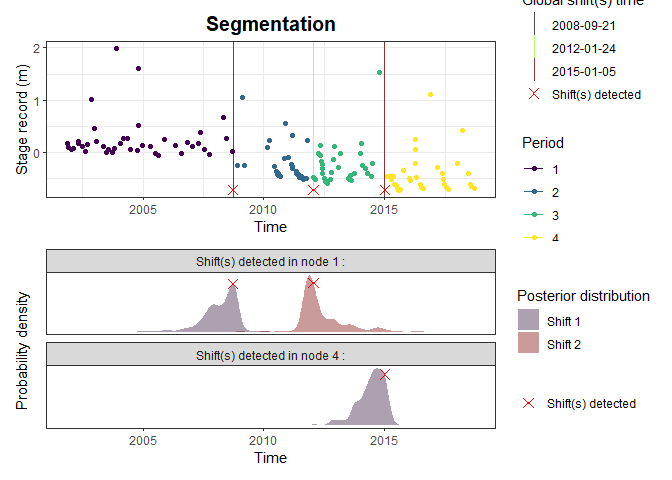 Segmentation
Stage record (m)
2
1
0
2005
2010
2015
Time
Global shift(s) time
2008-09-21
2012-01-24
2015-01-05
Shift(s) detected
Period
1
2
3
4
Shift(s) detected in node 1 :
Probability density
Shift(s) detected in node 4 :
2005
2010
2015
Time
Posterior distribution
Shift 1
Shift 2
Shift(s) detected